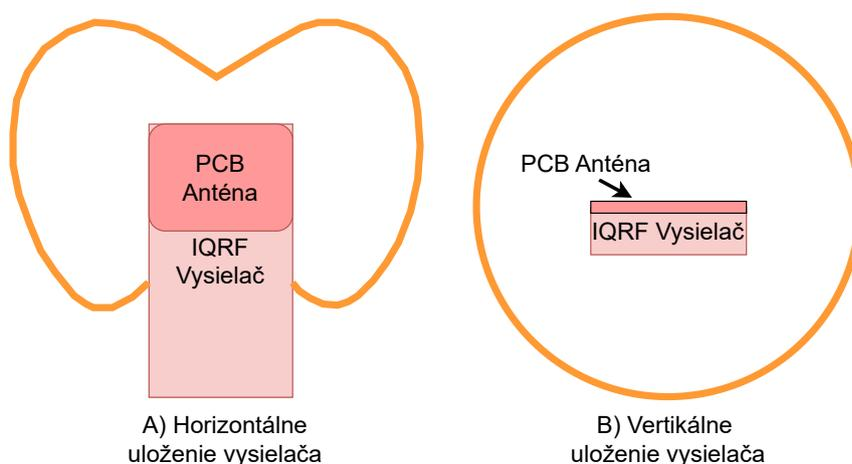 PCB
Anténa
IQRF
Vysielač
A) Horizontálne
uloženie vysielača
PCB Anténa
IQRF Vysielač
B) Vertikálne
uloženie vysielača